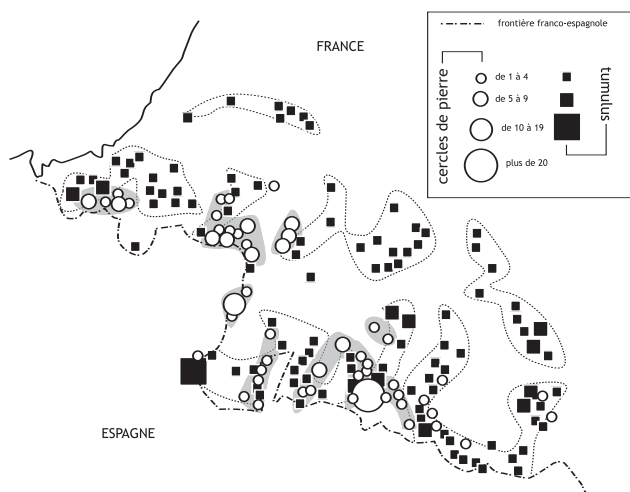 FRANCE
frontière franco-espagnole
cercles de pierre
de 1 à 4
de 5 à 9
de 10 à 19
plus de 20
tumulus
ESPAGNE